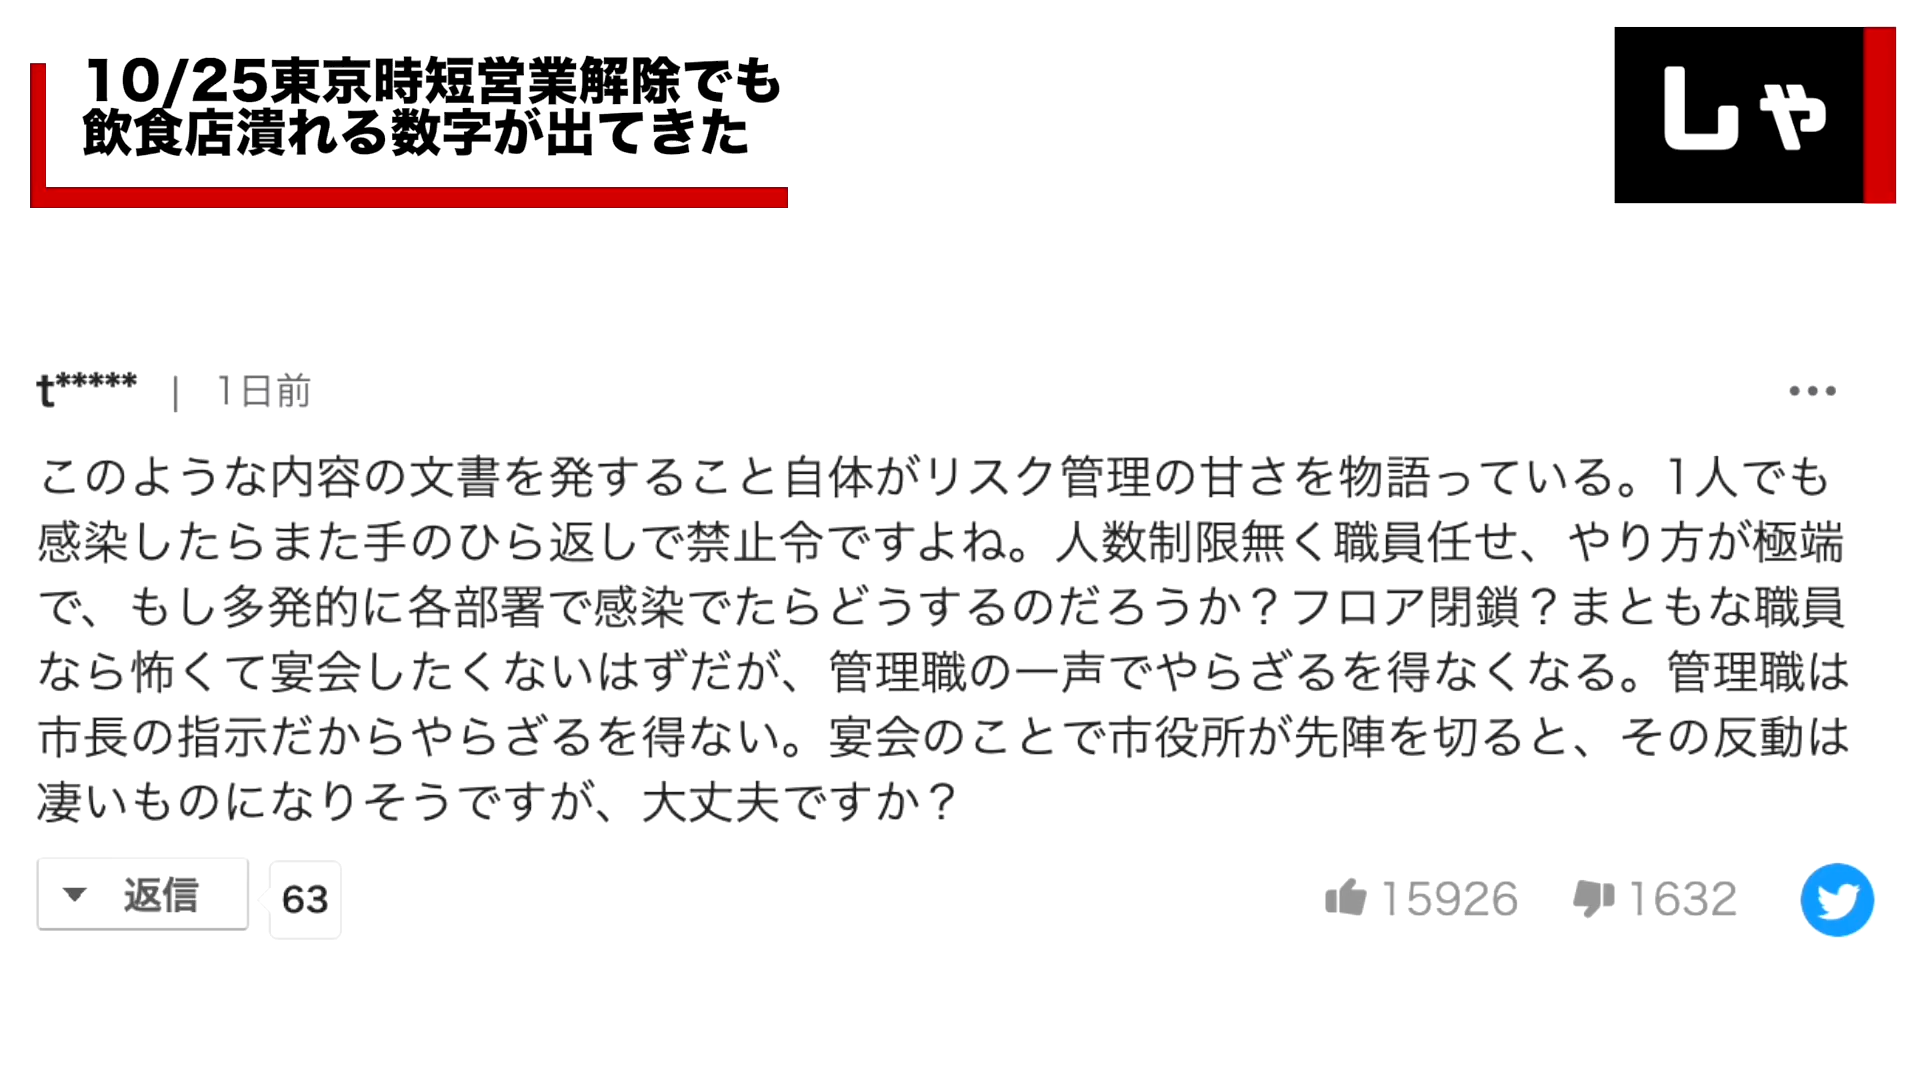 10/25東京時短営業解除でも
飲食店潰れる数字が出てきた
しゃ
t***** | 1日前
このような内容の文書を発すること自体がリスク管理の甘さを物語っている。1人でも
感染したらまた手のひら返しで禁止令ですよね。人数制限無く職員任せ、やり方が極端
で、もし多発的に各部署で感染でたらどうするのだろうか？フロア閉鎖？まともな職員
なら怖くて宴会したくないはずだが、管理職の一声でやらざるを得なくなる。管理職は
市長の指示だからやらざるを得ない。宴会のことで市役所が先陣を切ると、その反動は
凄いものになりそうですが、大丈夫ですか？
返信 63 15926 1632